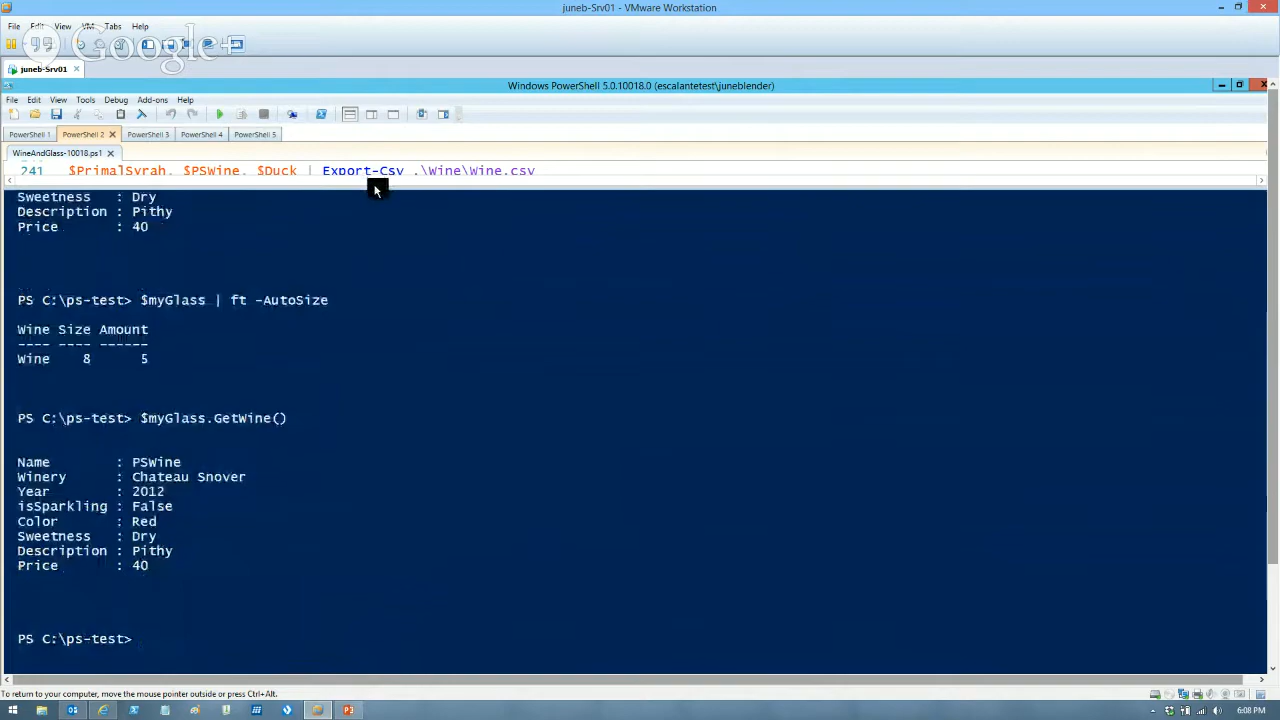 juneb-Srv01 - VMware Workstation
File Edit View VM Tabs Help
Google+
juneb-Srv01
Windows PowerShell 5.0.10018.0 (escalantetest\juneblender)
File Edit View Tools Debug Add-ons Help
PowerShell 1 PowerShell 2 PowerShell 3 PowerShell 4 PowerShell 5
WineAndGlass-10018.ps1
241 $PrimalSyrah, $PSWine, $Duck | Export-Csv .\Wine\Wine.csv
Sweetness : Dry
Description : Pithy
Price : 40
PS C:\ps-test> $myGlass | ft -AutoSize
Wine Size Amount
---- ---- ------
Wine 8 5
PS C:\ps-test> $myGlass.GetWine()
Name : PSWine
Winery : Chateau Snover
Year : 2012
isSparkling : False
Color : Red
Sweetness : Dry
Description : Pithy
Price : 40
PS C:\ps-test>
To return to your computer, move the mouse pointer outside or press Ctrl+Alt.
6:08 PM